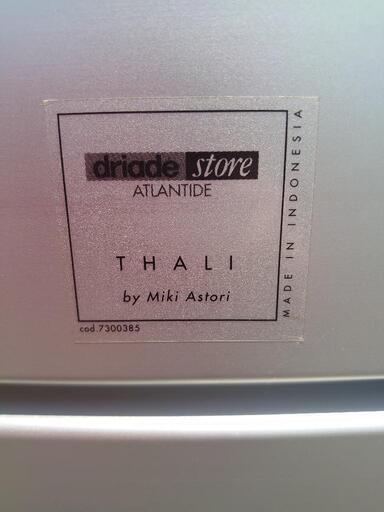 driade store
ATLANTIDE
THALI
by Miki Astori
cod.7300385
MADE IN INDONESIA